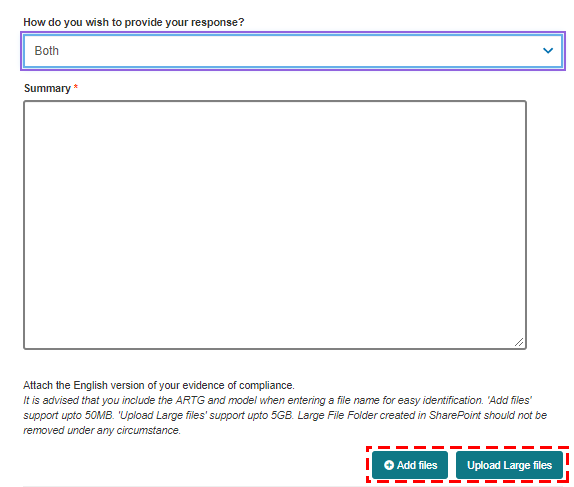 How do you wish to provide your response?
Both
Summary *
Attach the English version of your evidence of compliance.
It is advised that you include the ARTG and model when entering a file name for easy identification. 'Add files'
support upto 50MB. 'Upload Large files' support upto 5GB. Large File Folder created in SharePoint should not be
removed under any circumstance.
Add files Upload Large files